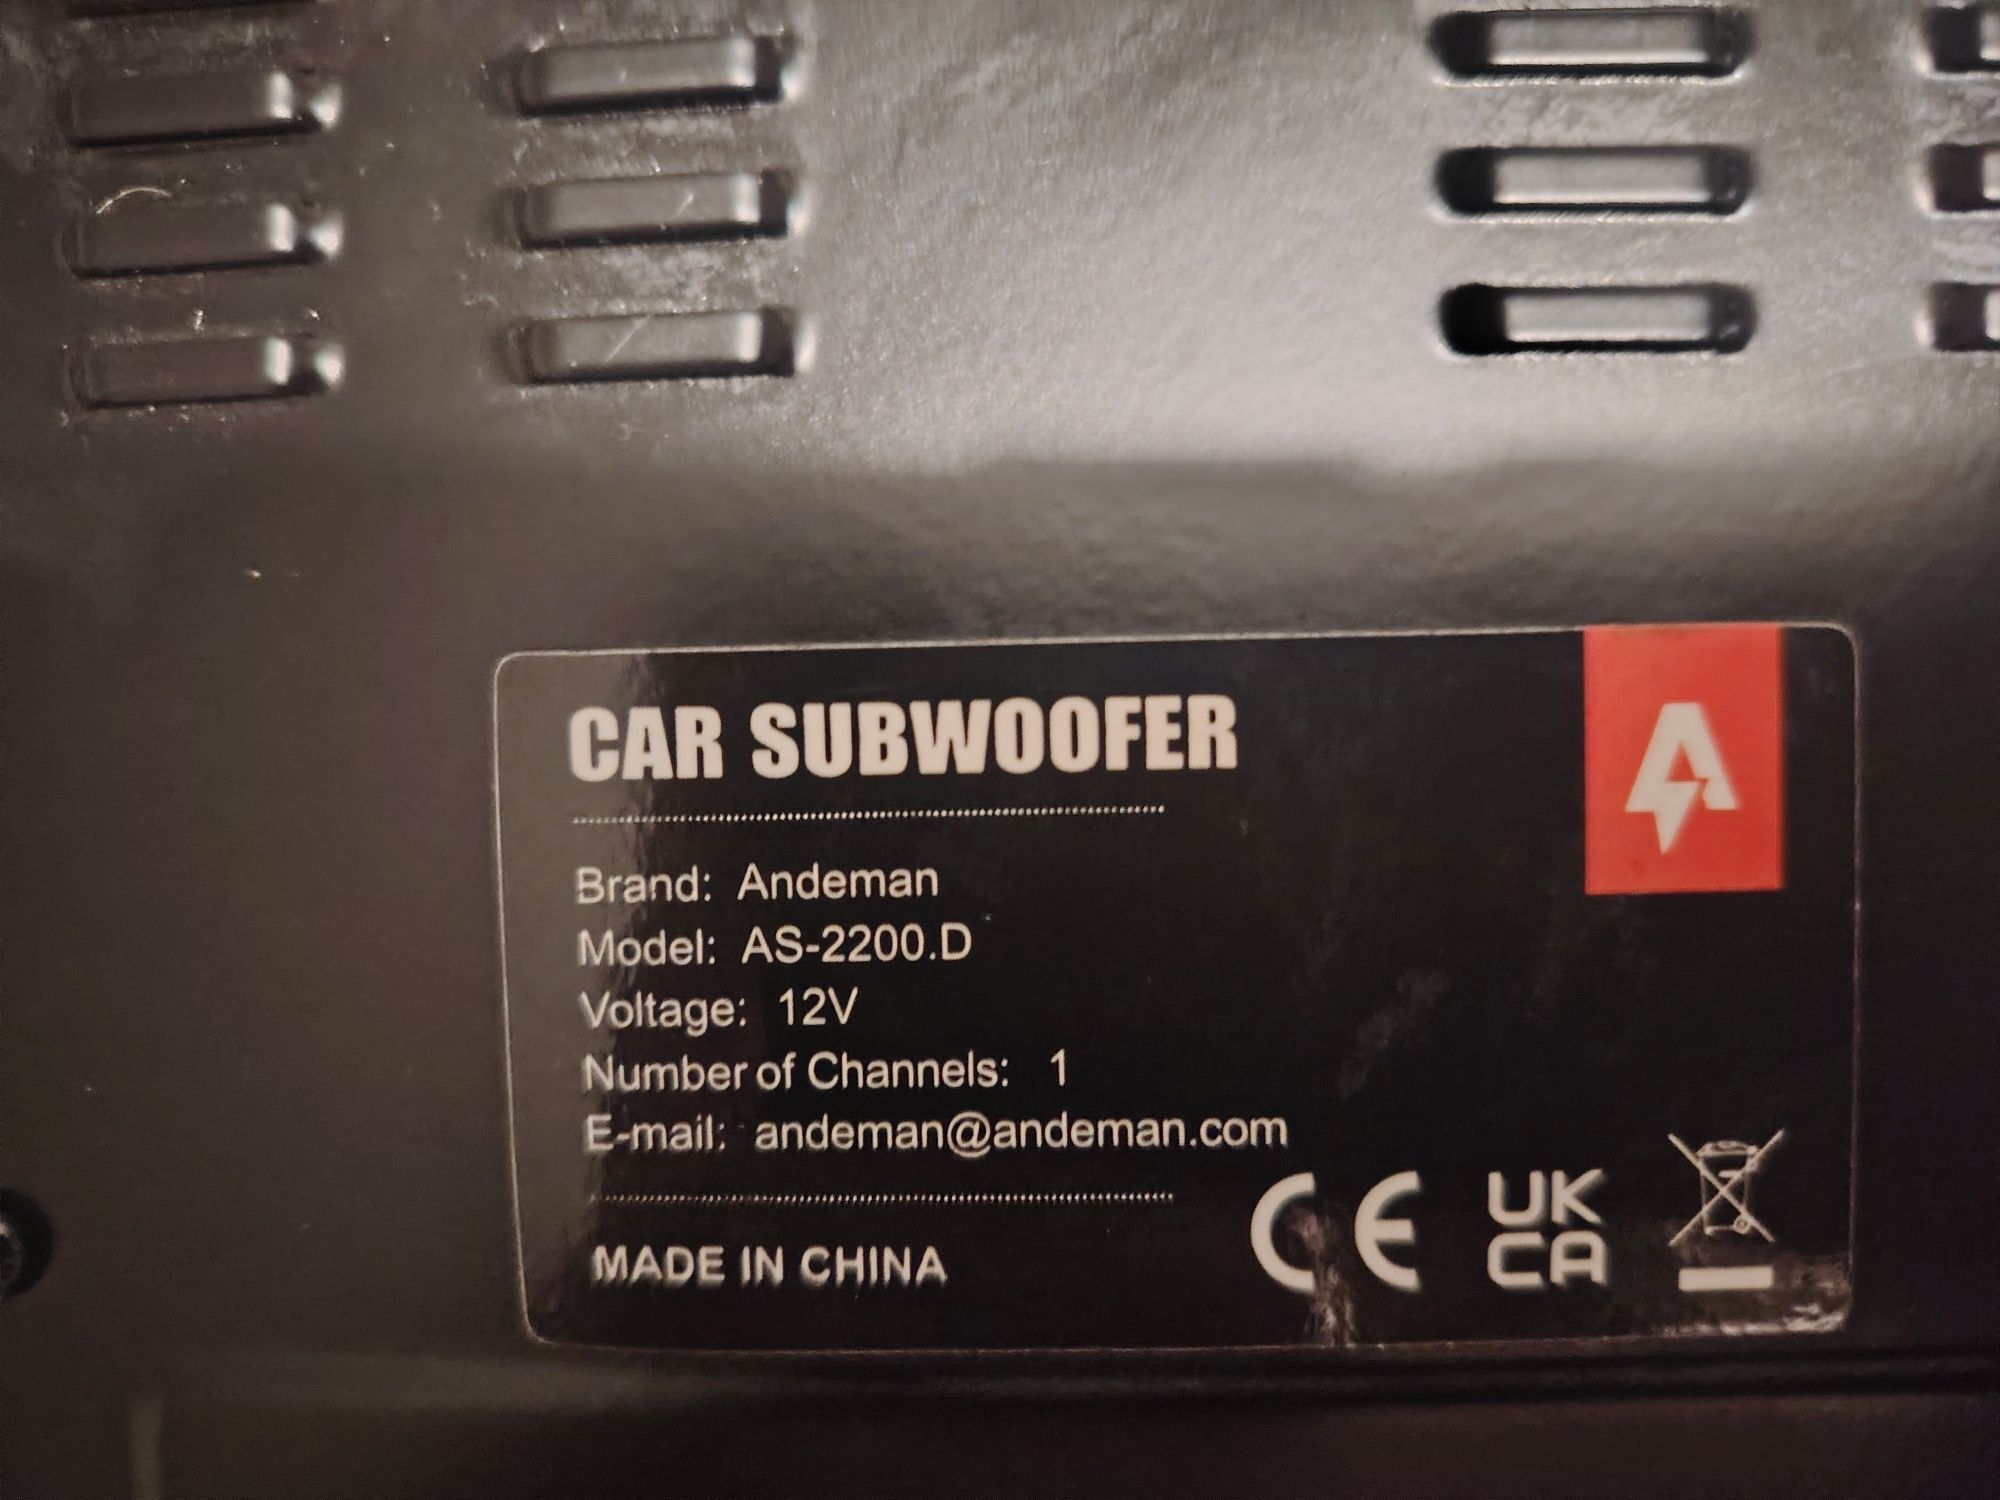 CAR SUBWOOFER
A
Brand: Andeman
Model: AS-2200.D
Voltage: 12V
Number of Channels: 1
E-mail: andeman@andeman.com
MADE IN CHINA
CE
UK
CA